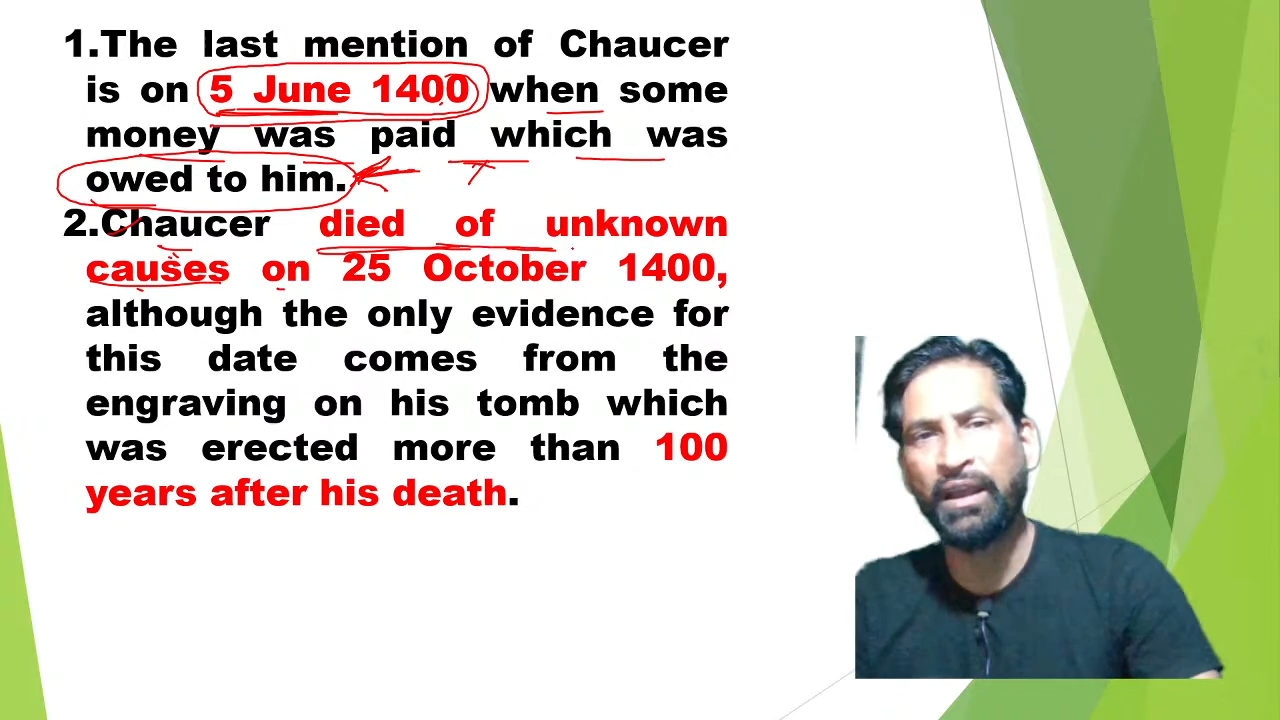 1.The last mention of Chaucer
is on 5 June 1400 when some
money was paid which was
owed to him.
2.Chaucer died of unknown
causes on 25 October 1400,
although the only evidence for
this date comes from the
engraving on his tomb which
was erected more than 100
years after his death.